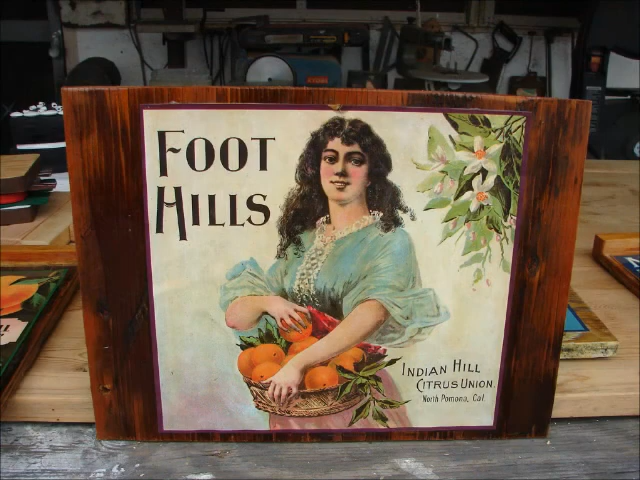 FOOT
HILLS
INDIAN HILL
CITRUS UNION.
North Pomona, Cal.